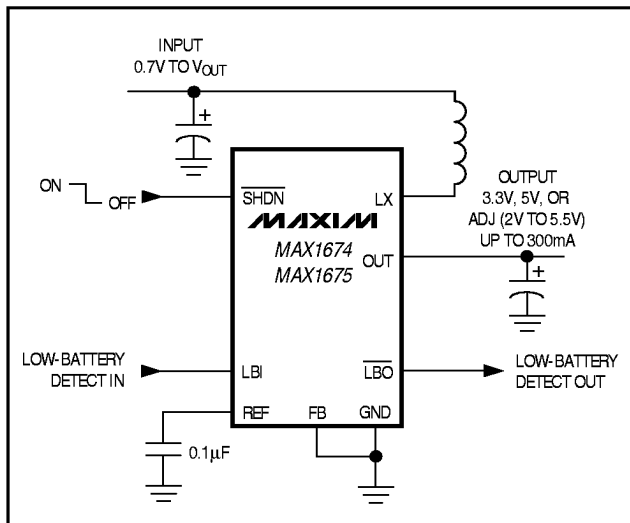 INPUT
0.7V TO VOUT
ON
OFF
SHDN
LX
MAXIM
MAX1674
MAX1675
OUTPUT
3.3V, 5V, OR
ADJ (2V TO 5.5V)
UP TO 300mA
OUT
+
+
LOW-BATTERY
DETECT IN
LBI
LBO
LOW-BATTERY
DETECT OUT
REF
FB
GND
0.1µF